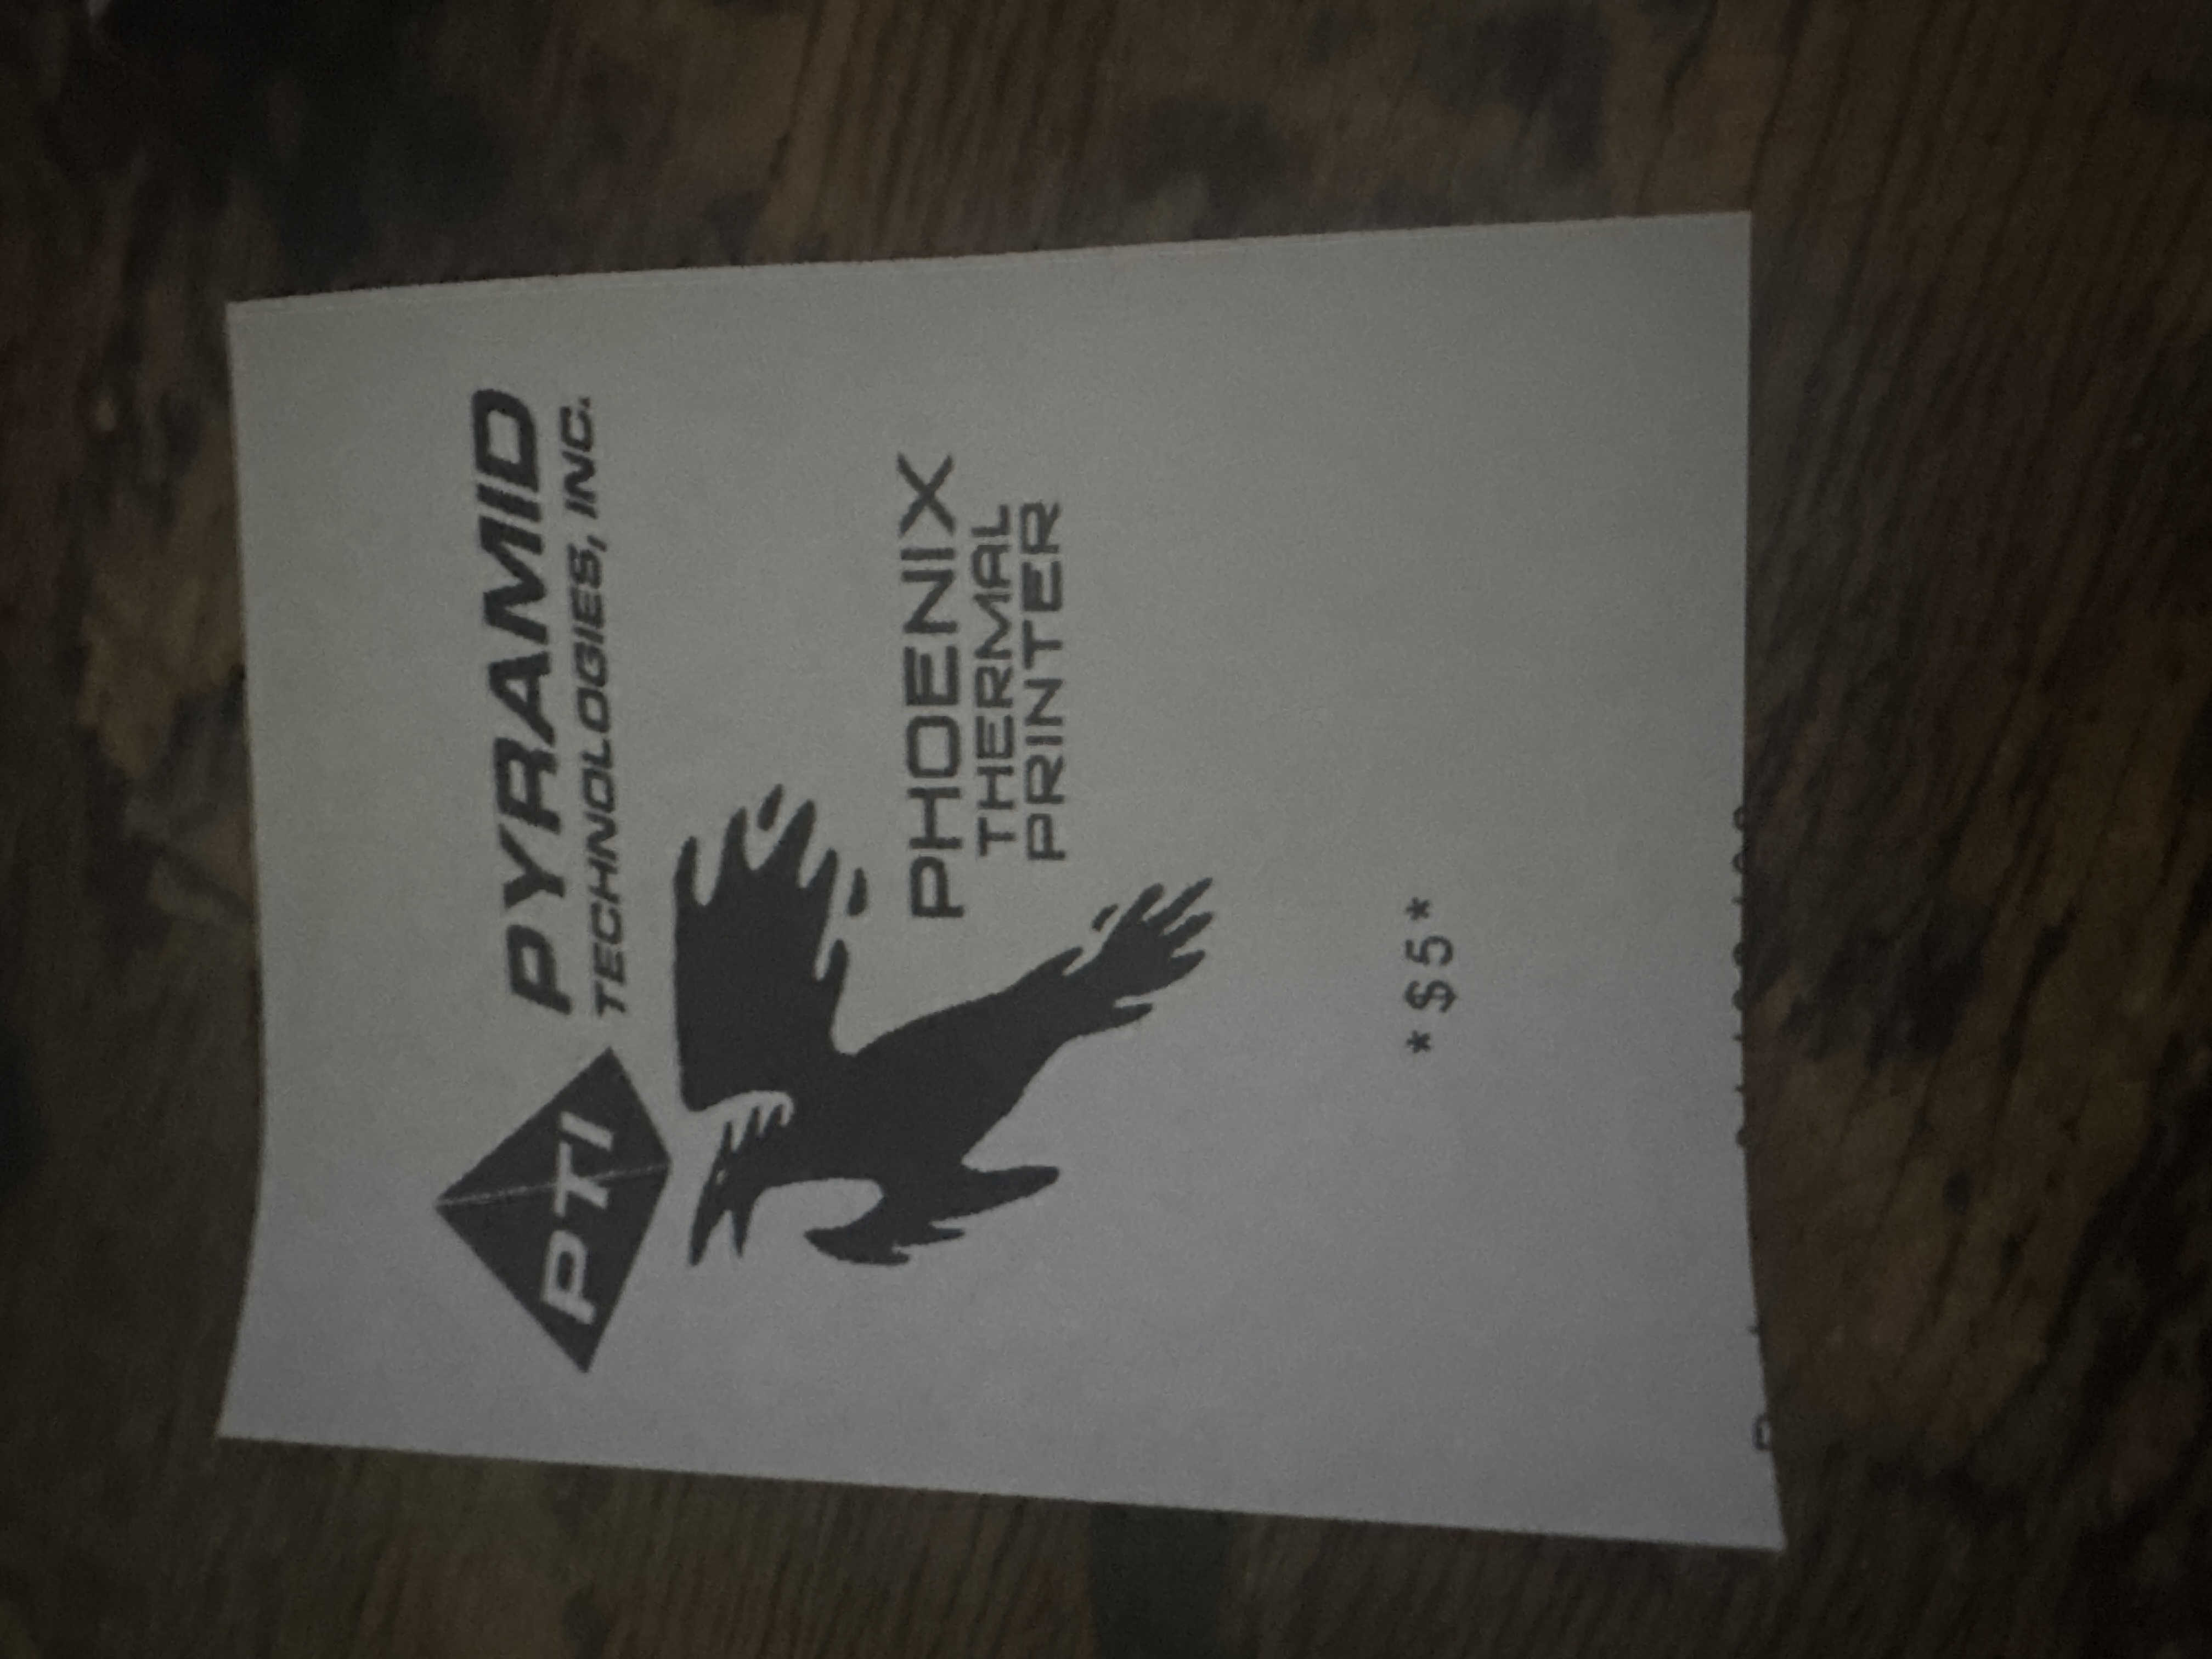 PTI
PYRAMID
TECHNOLOGIES, INC.
PHOENIX
THERMAL
PRINTER
*$5*